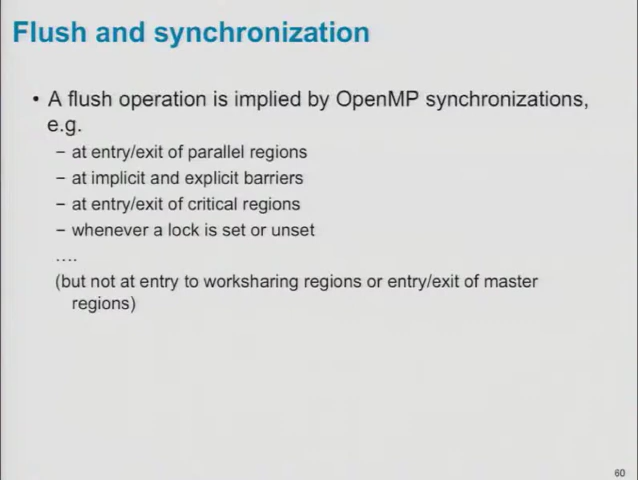 Flush and synchronization
• A flush operation is implied by OpenMP synchronizations,
e.g.
– at entry/exit of parallel regions
– at implicit and explicit barriers
– at entry/exit of critical regions
– whenever a lock is set or unset
….
(but not at entry to worksharing regions or entry/exit of master
regions)
60